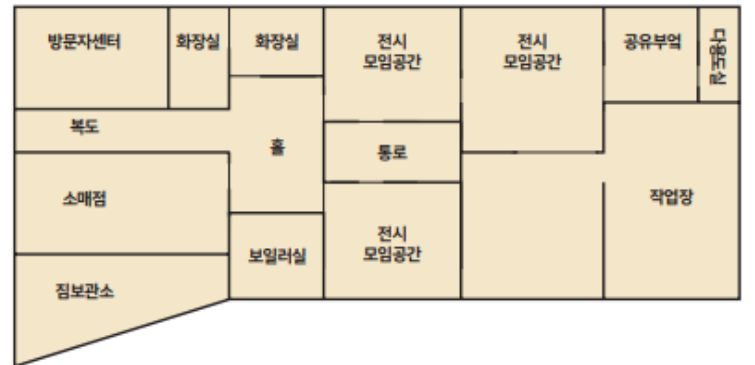 방문자센터
화장실
화장실
전시
모임공간
전시
모임공간
공유부엌
다용도실
복도
홀
통로
소매점
작업장
전시
모임공간
보일러실
짐보관소